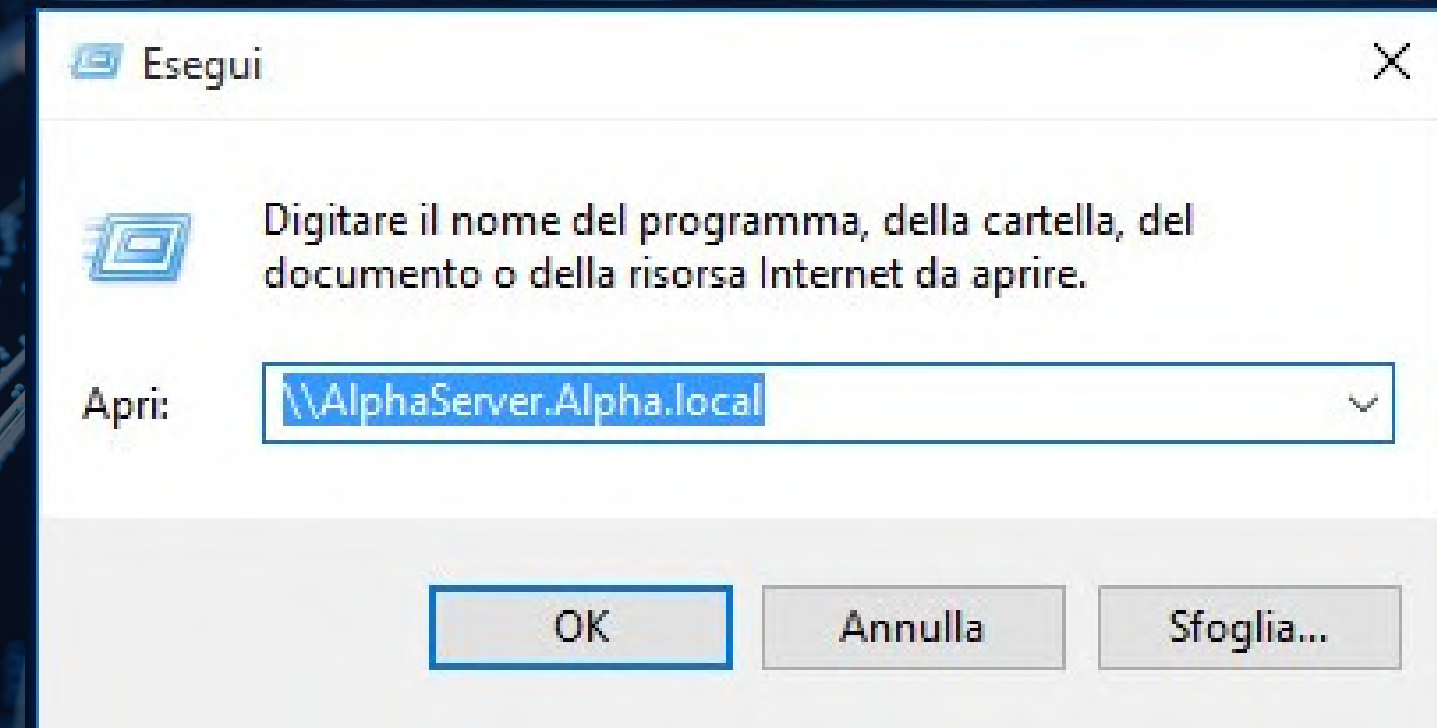 Esegui
Digitare il nome del programma, della cartella, del
documento o della risorsa Internet da aprire.
Apri: \\AlphaServer.Alpha.local
OK Annulla Sfoglia...